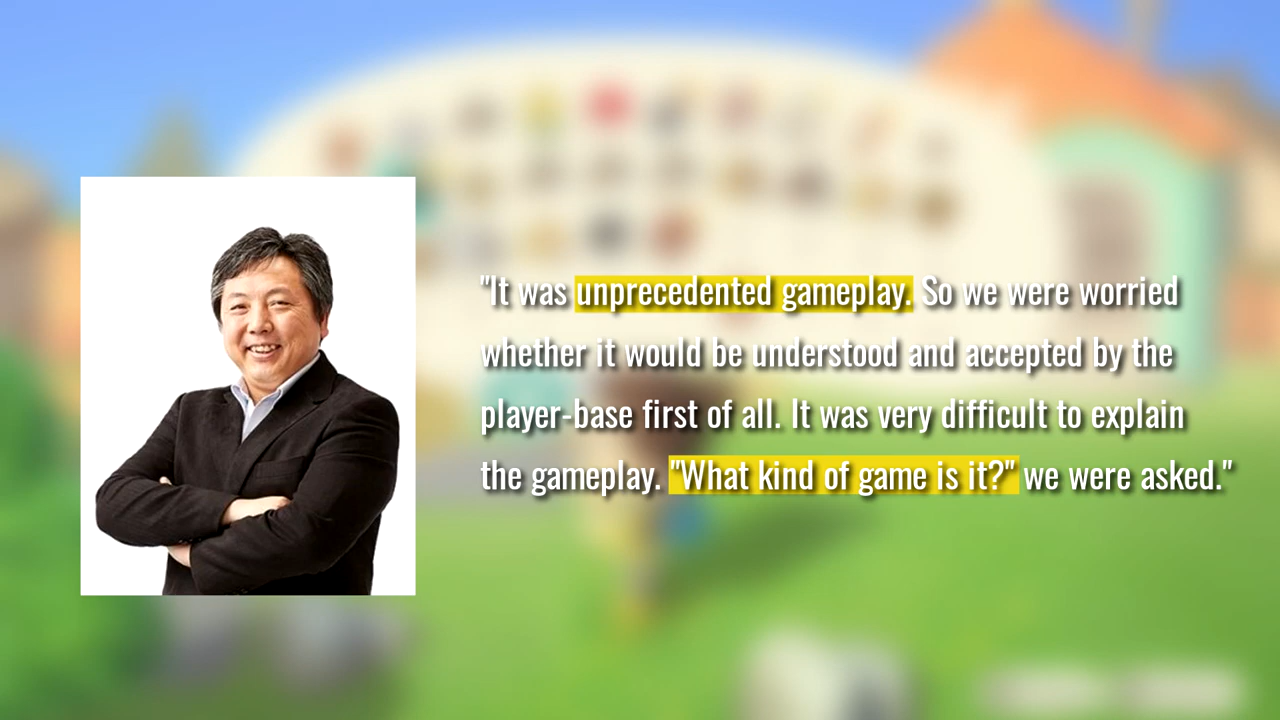 "It was unprecedented gameplay. So we were worried
whether it would be understood and accepted by the
player-base first of all. It was very difficult to explain
the gameplay. "What kind of game is it?" we were asked."